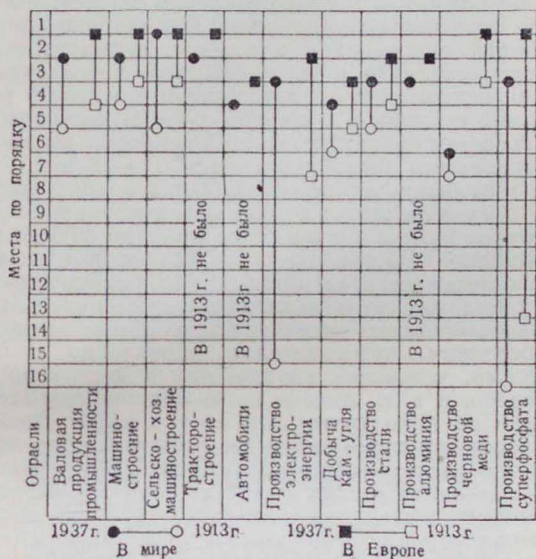 Места по порядку
1
2
3
4
5
6
7
8
9
10
11
12
13
14
15
16
В 1913 г. не было
В 1913г не было
В 1913 г. не было
Отрасли
Валовая
продукция
промышленности
Машино-
строение
Сельско-хоз.
машиностроение
Тракторо-
строение
Автомобили
Производство
электро-
энергии
Добыча
кам. угля
Производство
стали
Производство
алюминия
Производство
черновой
меди
Производство
суперфосфата
1937г. 1913г
В мире
1937г. 1913г.
В Европе